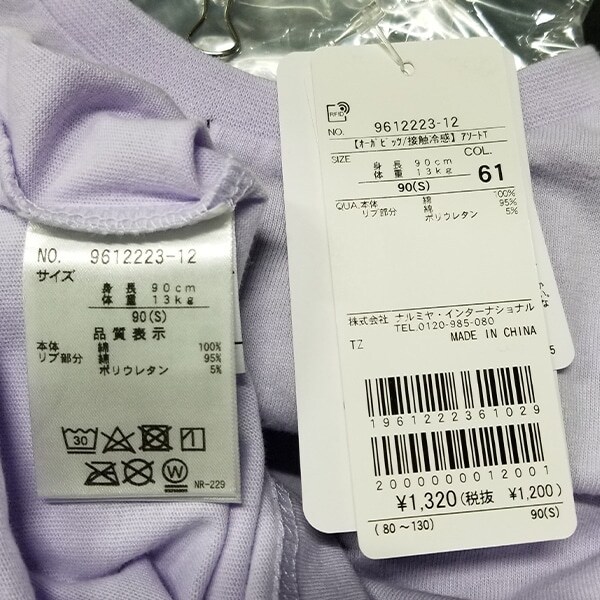 NO. 9612223-12
サイズ
身長 90cm
体重 13kg
90(S)
品質表示
本体 綿 100%
リブ部分 綿 95%
ポリウレタン 5%
30
W
NR-229
RFID
NO. 9612223-12
【オーガビッツ/接触冷感】アソートT
SIZE
COL.
身長 90cm
体重 13kg
90(S)
61
QUA.本体 綿 100%
リブ部分 綿 95%
ポリウレタン 5%
株式会社 ナルミヤ・インターナショナル
TEL.0120-985-080
TZ MADE IN CHINA
1961222361029
2000000012001
¥1,320(税抜 ¥1,200)
(80～130) 90(S)
5